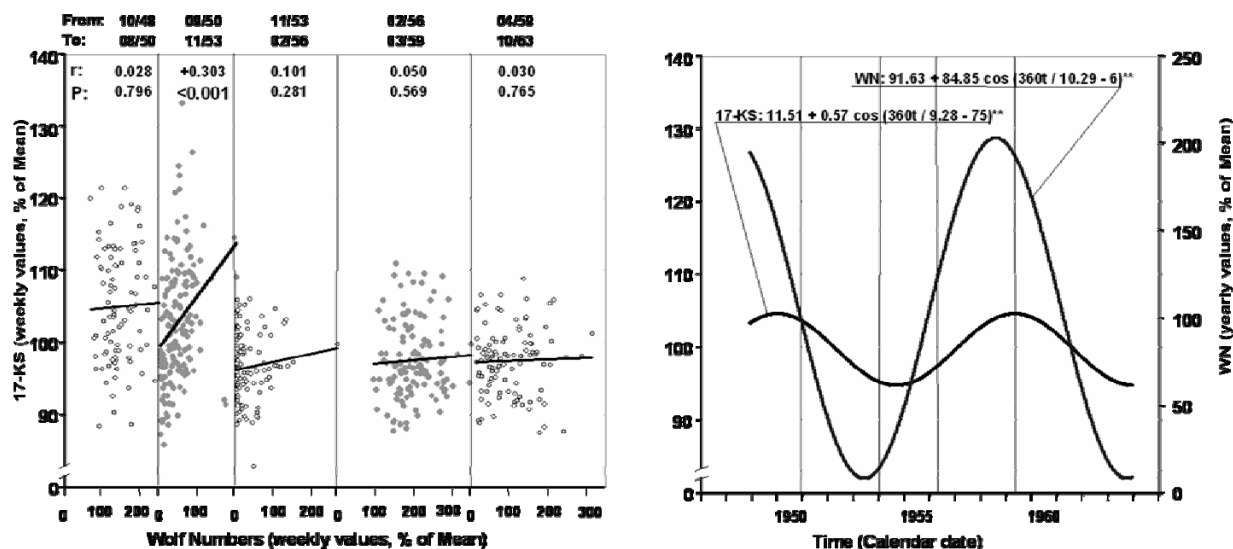 From: 10/48 09/50 11/53 02/56 04/59
To: 08/50 11/53 02/56 03/59 10/63
r: 0.028 +0.303 0.101 0.050 0.030
P: 0.796 <0.001 0.281 0.569 0.765
140
130
120
110
100
90
0
17-KS (weekly values, % of Mean)
0 100 200 0 100 0 100 200 0 100 200 300 0 100 200 300
Wolf Numbers (weekly values, % of Mean)
WN: 91.63 + 84.85 cos (360t / 10.29 - 6)**
17-KS: 11.51 + 0.57 cos (360t / 9.28 - 75)**
140
130
120
110
100
90
0
250
200
150
100
50
0
WN (yearly values, % of Mean)
1950 1955 1960
Time (Calendar date)